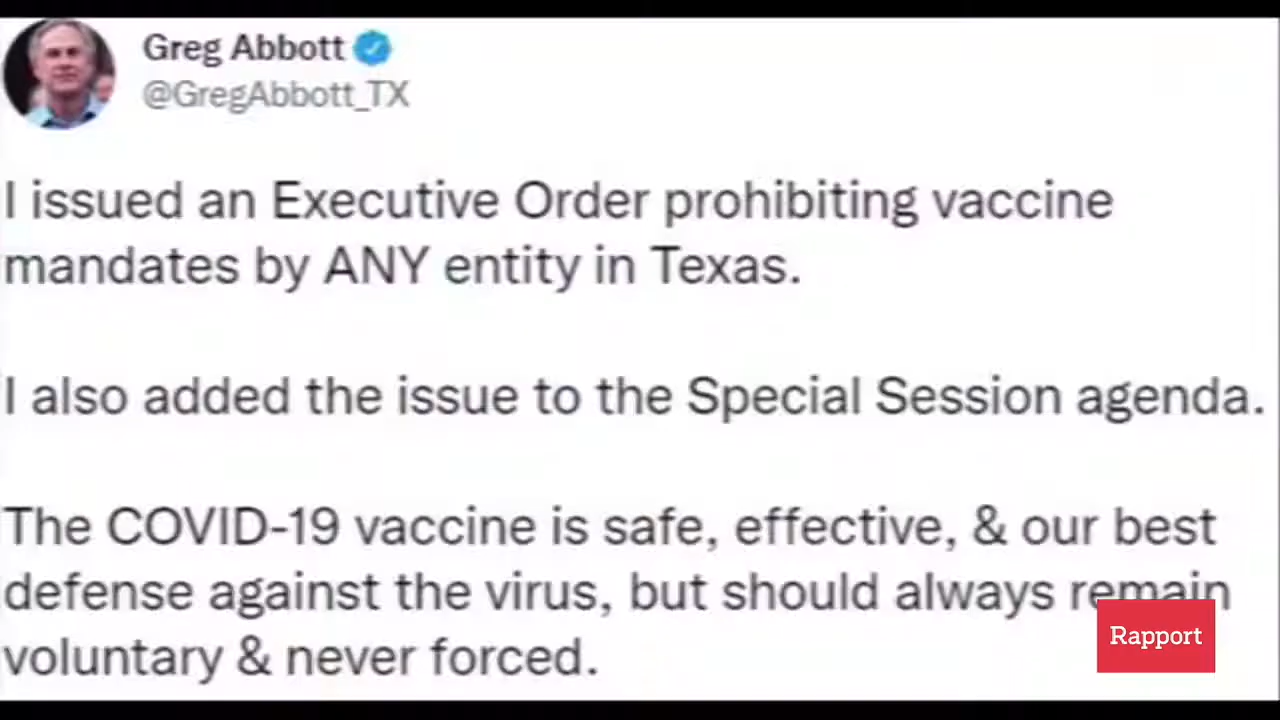 Greg Abbott
@GregAbbott_TX
I issued an Executive Order prohibiting vaccine
mandates by ANY entity in Texas.
I also added the issue to the Special Session agenda.
The COVID-19 vaccine is safe, effective, & our best
defense against the virus, but should always remain
voluntary & never forced.
Rapport